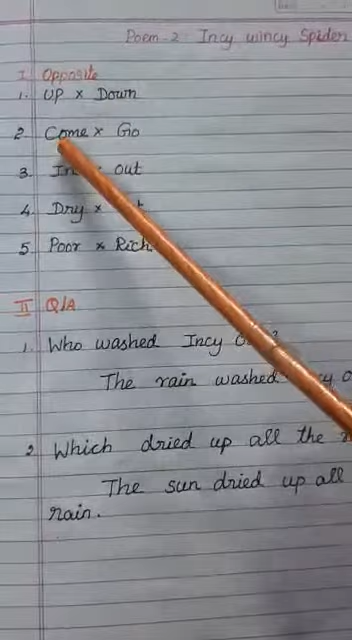 Poem-2 Incy wincy Spider
I Opposite
1. UP × Down
2. Come × Go
3. In × out
4. Dry ×
5. Poor × Rich
II Q/A
1. Who washed Incy ?
The rain washed
2 Which dried up all the
The sun dried up all
rain.